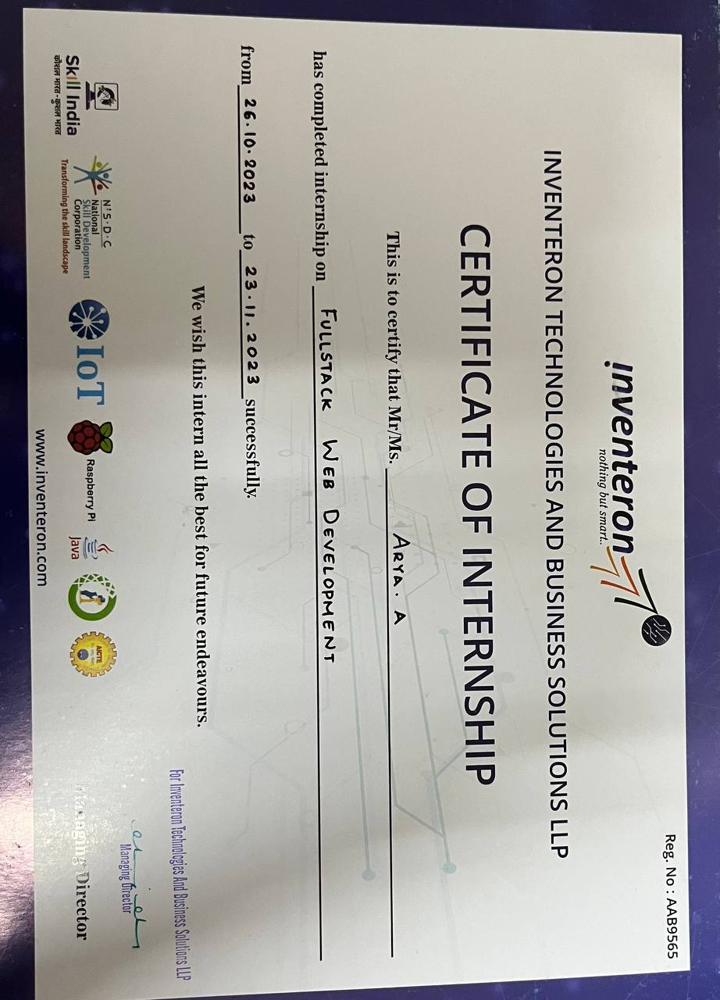 Reg. No : AAB9565
inventeron
nothing but smart..
INVENTERON TECHNOLOGIES AND BUSINESS SOLUTIONS LLP
CERTIFICATE OF INTERNSHIP
This is to certify that Mr/Ms. ARYA. A
has completed internship on FULLSTACK WEB DEVELOPMENT
from 26.10.2023 to 23.11.2023 successfully.
We wish this intern all the best for future endeavours.
For Inventeron Technologies And Business Solutions LLP
Managing Director
Managing Director
Skill India
कौशल भारत - कुशल भारत
N·S·D·C
National
Skill Development
Corporation
Transforming the skill landscape
IoT
Raspberry Pi
Java
AICTE
www.inventeron.com